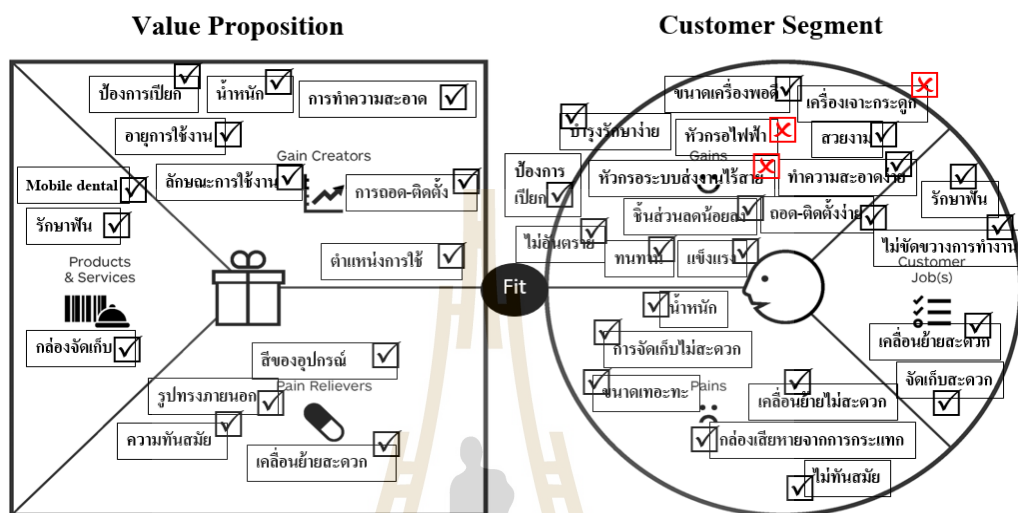 Value Proposition
Customer Segment
ป้องการเปียก
น้ำหนัก
การทำความสะอาด
อายุการใช้งาน
Gain Creators
Mobile dental
ลักษณะการใช้งาน
การถอด-ติดตั้ง
รักษาฟัน
ตำแหน่งการใช้
Products
& Services
กล่องจัดเก็บ
สีของอุปกรณ์
Pain Relievers
รูปทรงภายนอก
ความทันสมัย
เคลื่อนย้ายสะดวก
Fit
ขนาดเครื่องพอดี
เครื่องเจาะกระดูก
บำรุงรักษาง่าย
หัวกรอไฟฟ้า
สวยงาม
Gains
ป้องการ
เปียก
หัวกรอระบบส่งงานไร้สาย
ทำความสะอาดง่าย
รักษาฟัน
ชิ้นส่วนลดน้อยลง
ถอด-ติดตั้งง่าย
ไม่อันตราย
ทนทาน
แข็งแรง
ไม่ขัดขวางการทำงาน
Customer
Job(s)
น้ำหนัก
การจัดเก็บไม่สะดวก
เคลื่อนย้ายสะดวก
ขนาดเทอะทะ
Pains
เคลื่อนย้ายไม่สะดวก
จัดเก็บสะดวก
กล่องเสียหายจากการกระแทก
ไม่ทันสมัย